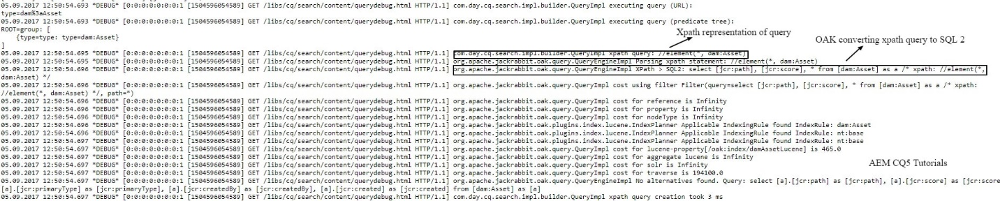 05.09.2017 12:50:54.693 *DEBUG* [0:0:0:0:0:0:0:1 [1504596054589] GET /libs/cq/search/content/querydebug.html HTTP/1.1] com.day.cq.search.impl.builder.QueryImpl executing query (URL):
type=dam%3aAsset
05.09.2017 12:50:54.693 *DEBUG* [0:0:0:0:0:0:0:1 [1504596054589] GET /libs/cq/search/content/querydebug.html HTTP/1.1] com.day.cq.search.impl.builder.QueryImpl executing query (predicate tree):
ROOT=group: [
{type=type: type=dam:Asset}
]
Xpath representation of query
OAK converting xpath query to SQL 2
05.09.2017 12:50:54.695 *DEBUG* [0:0:0:0:0:0:0:1 [1504596054589] GET /libs/cq/search/content/querydebug.html HTTP/1.1] com.day.cq.search.impl.builder.QueryImpl xpath query: //element(*, dam:Asset)
05.09.2017 12:50:54.695 *DEBUG* [0:0:0:0:0:0:0:1 [1504596054589] GET /libs/cq/search/content/querydebug.html HTTP/1.1] org.apache.jackrabbit.oak.query.QueryEngineImpl Parsing xpath statement: //element(*, dam:Asset)
05.09.2017 12:50:54.696 *DEBUG* [0:0:0:0:0:0:0:1 [1504596054589] GET /libs/cq/search/content/querydebug.html HTTP/1.1] org.apache.jackrabbit.oak.query.QueryEngineImpl XPath > SQL2: select [jcr:path], [jcr:score], * from [dam:Asset] as a /* xpath: //element(*,
dam:Asset) */
05.09.2017 12:50:54.696 *DEBUG* [0:0:0:0:0:0:0:1 [1504596054589] GET /libs/cq/search/content/querydebug.html HTTP/1.1] org.apache.jackrabbit.oak.query.QueryImpl cost using filter Filter(query=select [jcr:path], [jcr:score], * from [dam:Asset] as a /* xpath:
//element(*, dam:Asset) */, path=*)
05.09.2017 12:50:54.696 *DEBUG* [0:0:0:0:0:0:0:1 [1504596054589] GET /libs/cq/search/content/querydebug.html HTTP/1.1] org.apache.jackrabbit.oak.query.QueryImpl cost for reference is Infinity
05.09.2017 12:50:54.696 *DEBUG* [0:0:0:0:0:0:0:1 [1504596054589] GET /libs/cq/search/content/querydebug.html HTTP/1.1] org.apache.jackrabbit.oak.query.QueryImpl cost for property is Infinity
05.09.2017 12:50:54.696 *DEBUG* [0:0:0:0:0:0:0:1 [1504596054589] GET /libs/cq/search/content/querydebug.html HTTP/1.1] org.apache.jackrabbit.oak.query.QueryImpl cost for nodeType is Infinity
05.09.2017 12:50:54.696 *DEBUG* [0:0:0:0:0:0:0:1 [1504596054589] GET /libs/cq/search/content/querydebug.html HTTP/1.1] org.apache.jackrabbit.oak.plugins.index.lucene.IndexPlanner Applicable IndexingRule found IndexRule: dam:Asset
05.09.2017 12:50:54.696 *DEBUG* [0:0:0:0:0:0:0:1 [1504596054589] GET /libs/cq/search/content/querydebug.html HTTP/1.1] org.apache.jackrabbit.oak.plugins.index.lucene.IndexPlanner Applicable IndexingRule found IndexRule: nt:base
05.09.2017 12:50:54.696 *DEBUG* [0:0:0:0:0:0:0:1 [1504596054589] GET /libs/cq/search/content/querydebug.html HTTP/1.1] org.apache.jackrabbit.oak.plugins.index.lucene.IndexPlanner Applicable IndexingRule found IndexRule: nt:base
05.09.2017 12:50:54.697 *DEBUG* [0:0:0:0:0:0:0:1 [1504596054589] GET /libs/cq/search/content/querydebug.html HTTP/1.1] org.apache.jackrabbit.oak.query.QueryImpl cost for lucene-property[/oak:index/damAssetLucene] is 465.0
05.09.2017 12:50:54.697 *DEBUG* [0:0:0:0:0:0:0:1 [1504596054589] GET /libs/cq/search/content/querydebug.html HTTP/1.1] org.apache.jackrabbit.oak.query.QueryImpl cost for aggregate lucene is Infinity
05.09.2017 12:50:54.697 *DEBUG* [0:0:0:0:0:0:0:1 [1504596054589] GET /libs/cq/search/content/querydebug.html HTTP/1.1] org.apache.jackrabbit.oak.query.QueryImpl cost for solr is Infinity
AEM CQ5 Tutorials
05.09.2017 12:50:54.697 *DEBUG* [0:0:0:0:0:0:0:1 [1504596054589] GET /libs/cq/search/content/querydebug.html HTTP/1.1] org.apache.jackrabbit.oak.query.QueryImpl cost for traverse is 194100.0
05.09.2017 12:50:54.697 *DEBUG* [0:0:0:0:0:0:0:1 [1504596054589] GET /libs/cq/search/content/querydebug.html HTTP/1.1] org.apache.jackrabbit.oak.query.QueryEngineImpl No alternatives found. Query: select [a].[jcr:path] as [jcr:path], [a].[jcr:score] as [jcr:score
[a].[jcr:primaryType] as [jcr:primaryType], [a].[jcr:createdBy] as [jcr:createdBy], [a].[jcr:created] as [jcr:created] from [dam:Asset] as [a]
05.09.2017 12:50:54.697 *DEBUG* [0:0:0:0:0:0:0:1 [1504596054589] GET /libs/cq/search/content/querydebug.html HTTP/1.1] com.day.cq.search.impl.builder.QueryImpl xpath query creation took 3 ms